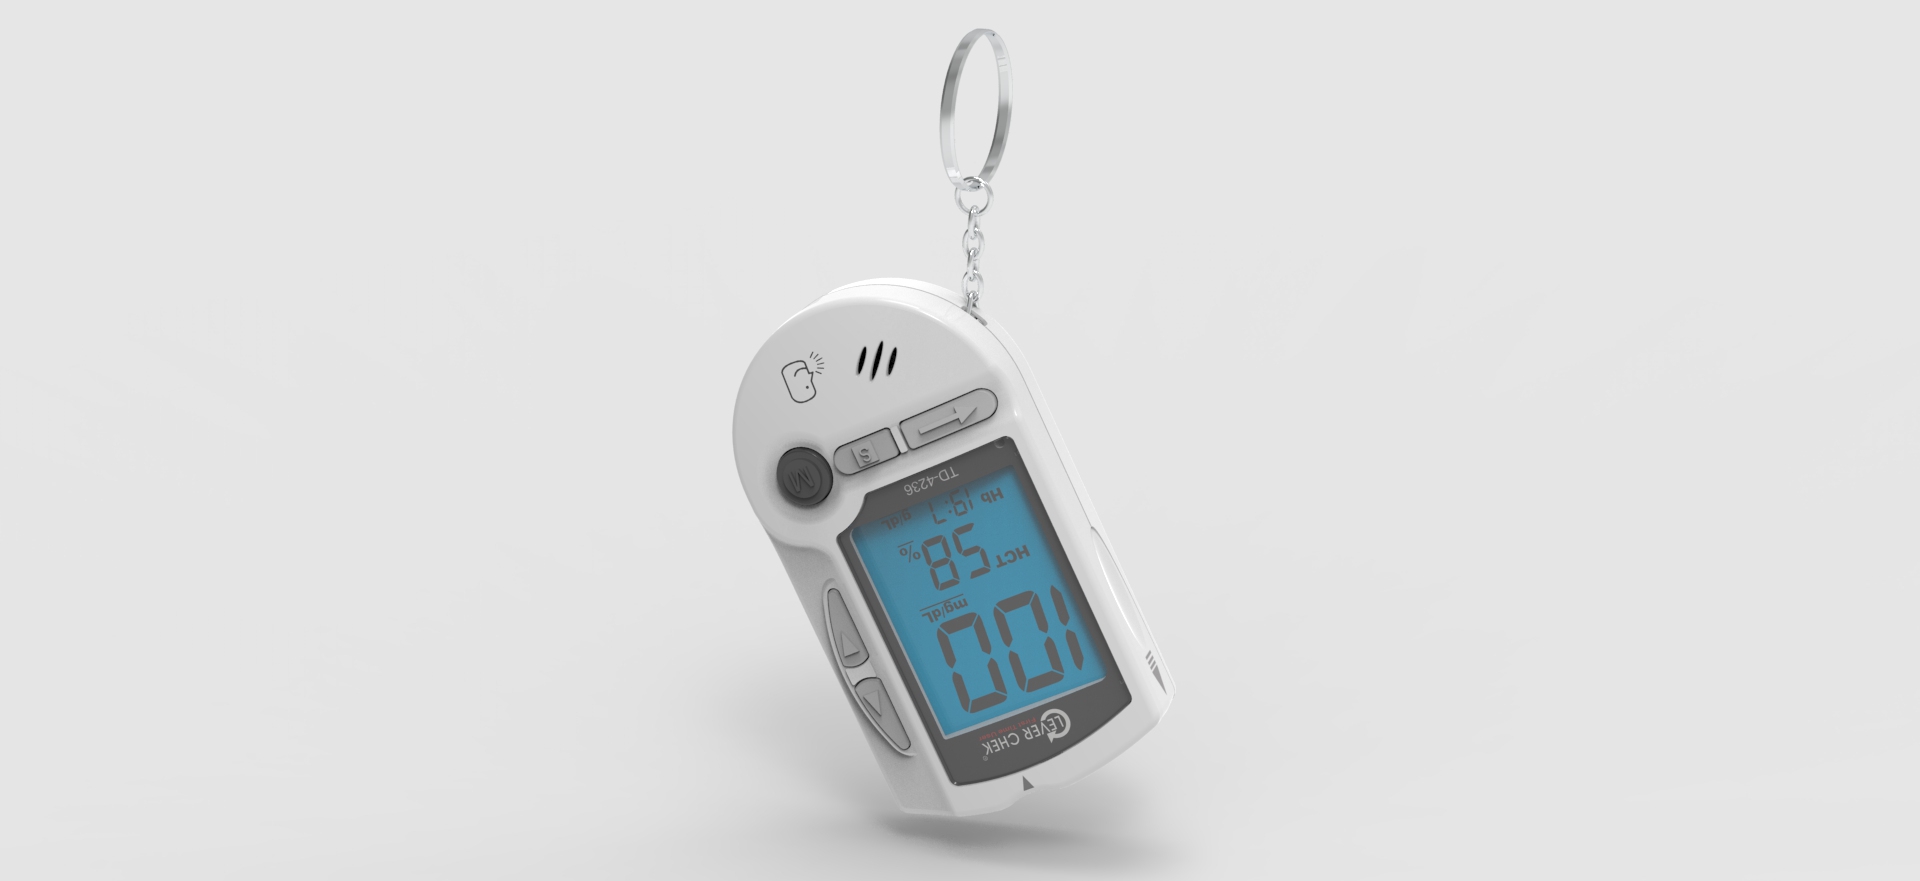 CLEVER CHEK®
100 mg/dL
HCT 58 %
Hb 19.7 g/dL
TD-4236
S
M